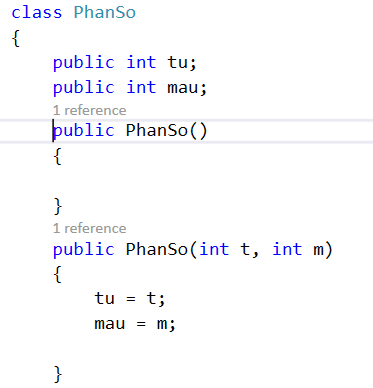 class PhanSo
{
public int tu;
public int mau;
1 reference
public PhanSo()
{
}
1 reference
public PhanSo(int t, int m)
{
tu = t;
mau = m;
}